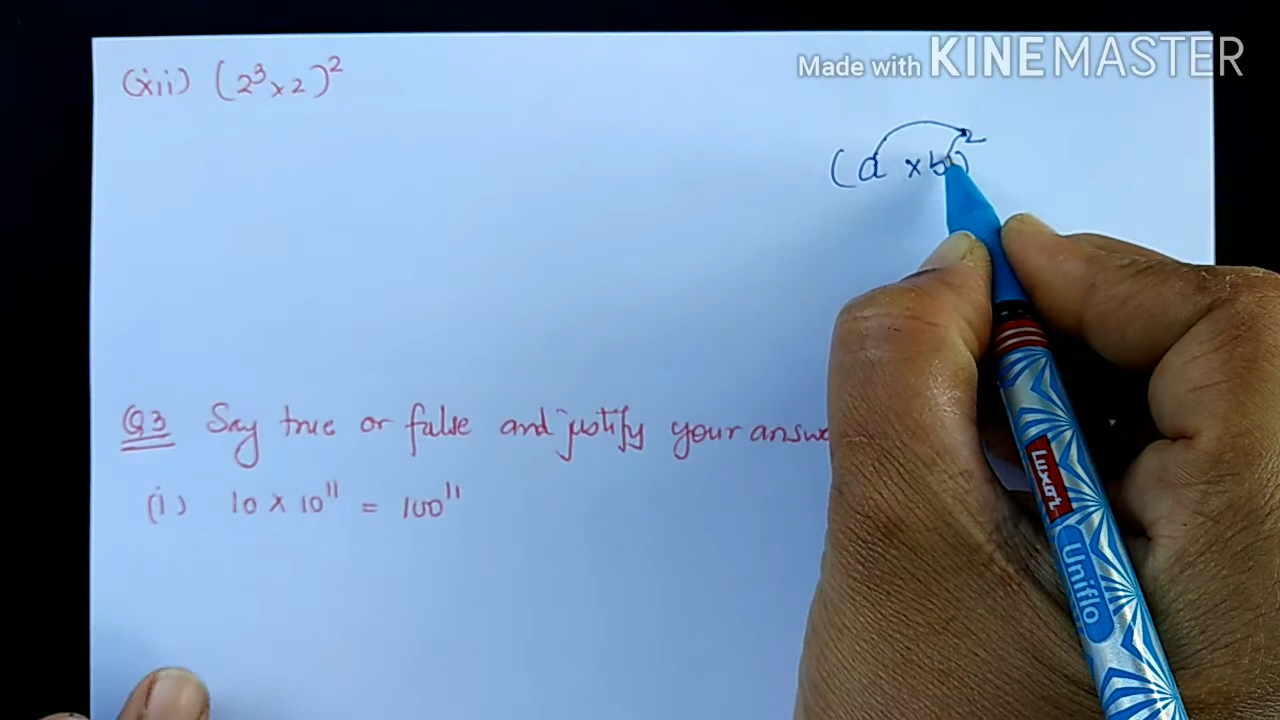 Made with KINEMASTER
(xii) (2³ × 2)²
(a × b)²
Q3 Say true or false and justify your answe
(i) 10 × 10¹¹ = 100¹¹
Luxor
Uniflo